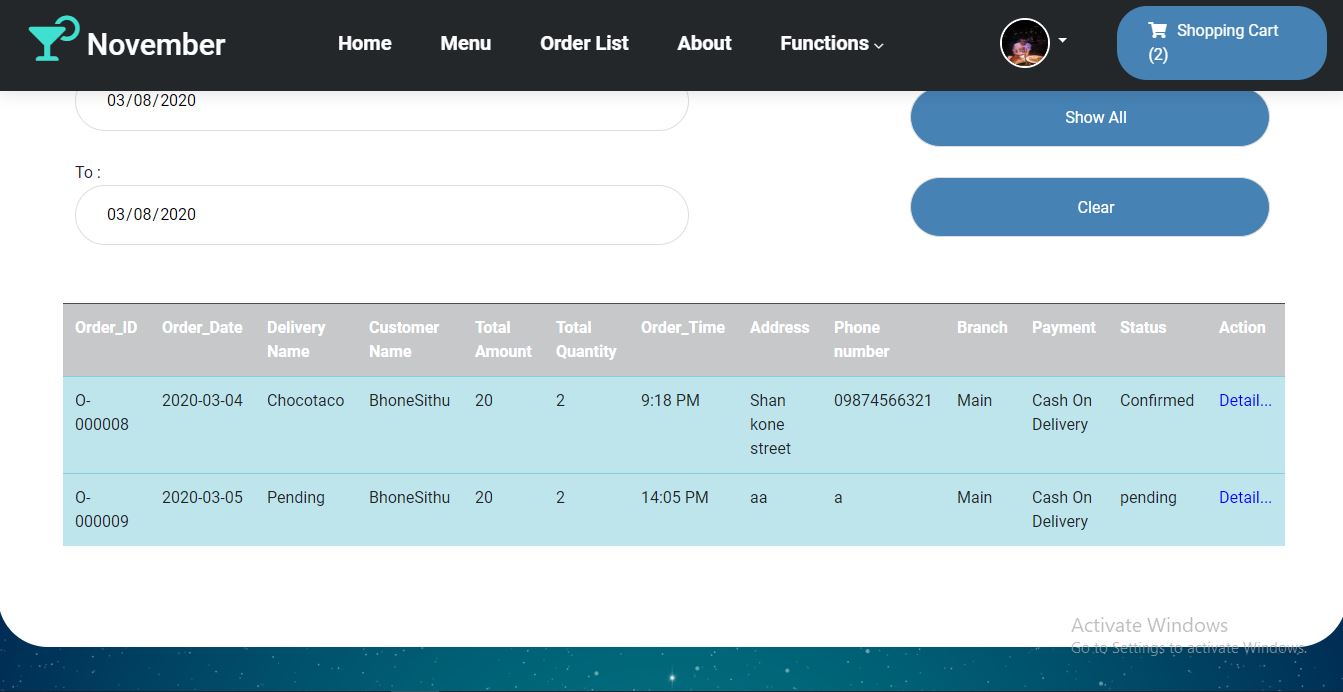 November
Home
Menu
Order List
About
Functions
Shopping Cart
(2)
03/08/2020
Show All
To :
03/08/2020
Clear
Order_ID Order_Date Delivery Customer Total Total Order_Time Address Phone Branch Payment Status Action
Name Name Amount Quantity number
O- 2020-03-04 Chocotaco BhoneSithu 20 2 9:18 PM Shan 09874566321 Main Cash On Confirmed Detail...
000008 kone Delivery
street
O- 2020-03-05 Pending BhoneSithu 20 2 14:05 PM aa a Main Cash On pending Detail...
000009 Delivery
Activate Windows
Go to Settings to activate Windows.